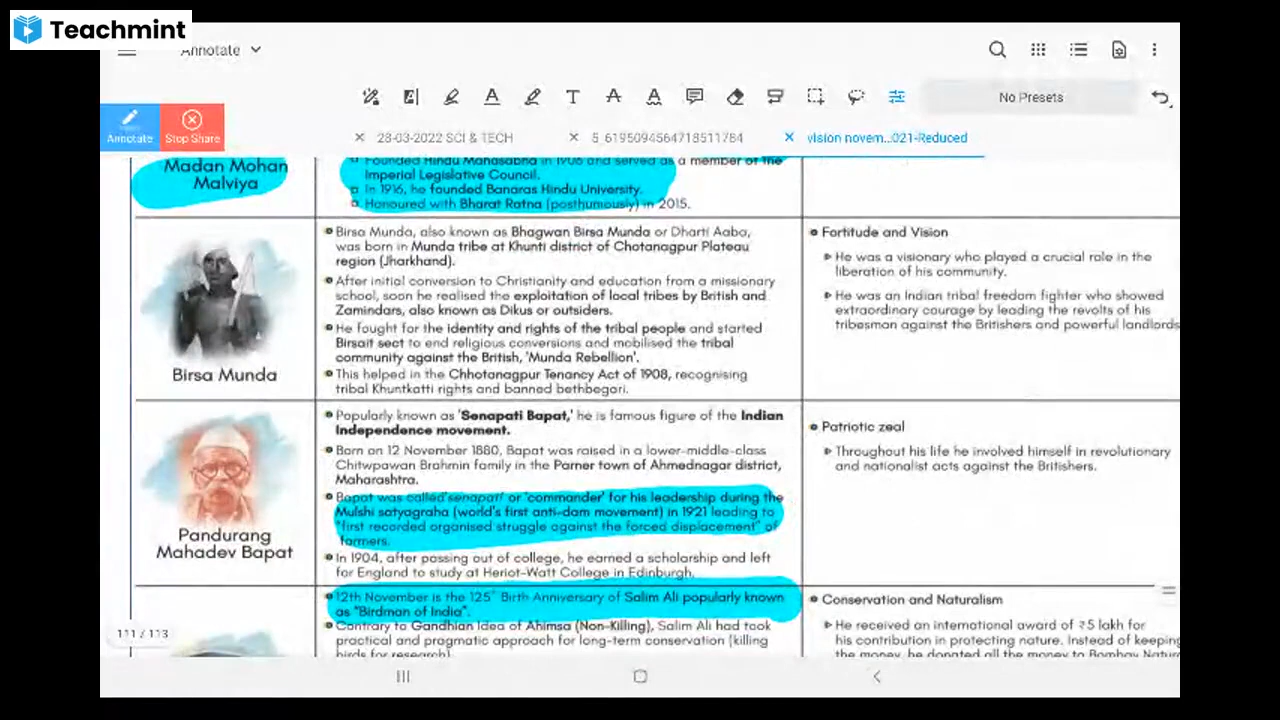 Teachmint
Annotate
No Presets
Annotate
Stop Share
28-03-2022 SCI & TECH
5_6195094564718511784
vision novem...021-Reduced
Madan Mohan
Malviya
Founded Hindu Mahasabha in 1906 and served as a member of the
Imperial Legislative Council.
In 1916, he founded Banaras Hindu University.
Honoured with Bharat Ratna (posthumously) in 2015.
Birsa Munda
Birsa Munda, also known as Bhagwan Birsa Munda or Dharti Aaba,
was born in Munda tribe at Khunti district of Chotanagpur Plateau
region (Jharkhand).
After initial conversion to Christianity and education from a missionary
school, soon he realised the exploitation of local tribes by British and
Zamindars, also known as Dikus or outsiders.
He fought for the identity and rights of the tribal people and started
Birsait sect to end religious conversions and mobilised the tribal
community against the British, 'Munda Rebellion'.
This helped in the Chhotanagpur Tenancy Act of 1908, recognising
tribal Khuntkatti rights and banned bethbegari.
Fortitude and Vision
He was a visionary who played a crucial role in the
liberation of his community.
He was an Indian tribal freedom fighter who showed
extraordinary courage by leading the revolts of his
tribesman against the Britishers and powerful landlords
Pandurang
Mahadev Bapat
Popularly known as 'Senapati Bapat,' he is famous figure of the Indian
Independence movement.
Born on 12 November 1880, Bapat was raised in a lower-middle-class
Chitwpawan Brahmin family in the Parner town of Ahmednagar district,
Maharashtra.
Bapat was called 'senapati' or 'commander' for his leadership during the
Mulshi satyagraha (world's first anti-dam movement) in 1921 leading to
"first recorded organised struggle against the forced displacement" of
farmers.
In 1904, after passing out of college, he earned a scholarship and left
for England to study at Heriot-Watt College in Edinburgh.
Patriotic zeal
Throughout his life he involved himself in revolutionary
and nationalist acts against the Britishers.
12th November is the 125th Birth Anniversary of Salim Ali popularly known
as "Birdman of India".
Contrary to Gandhian Idea of Ahimsa (Non-Killing), Salim Ali had took
practical and pragmatic approach for long-term conservation (killing
birds for research)
Conservation and Naturalism
He received an international award of ₹5 lakh for
his contribution in protecting nature. Instead of keeping
the money, he donated all the money to Bombay Natur
111 / 113